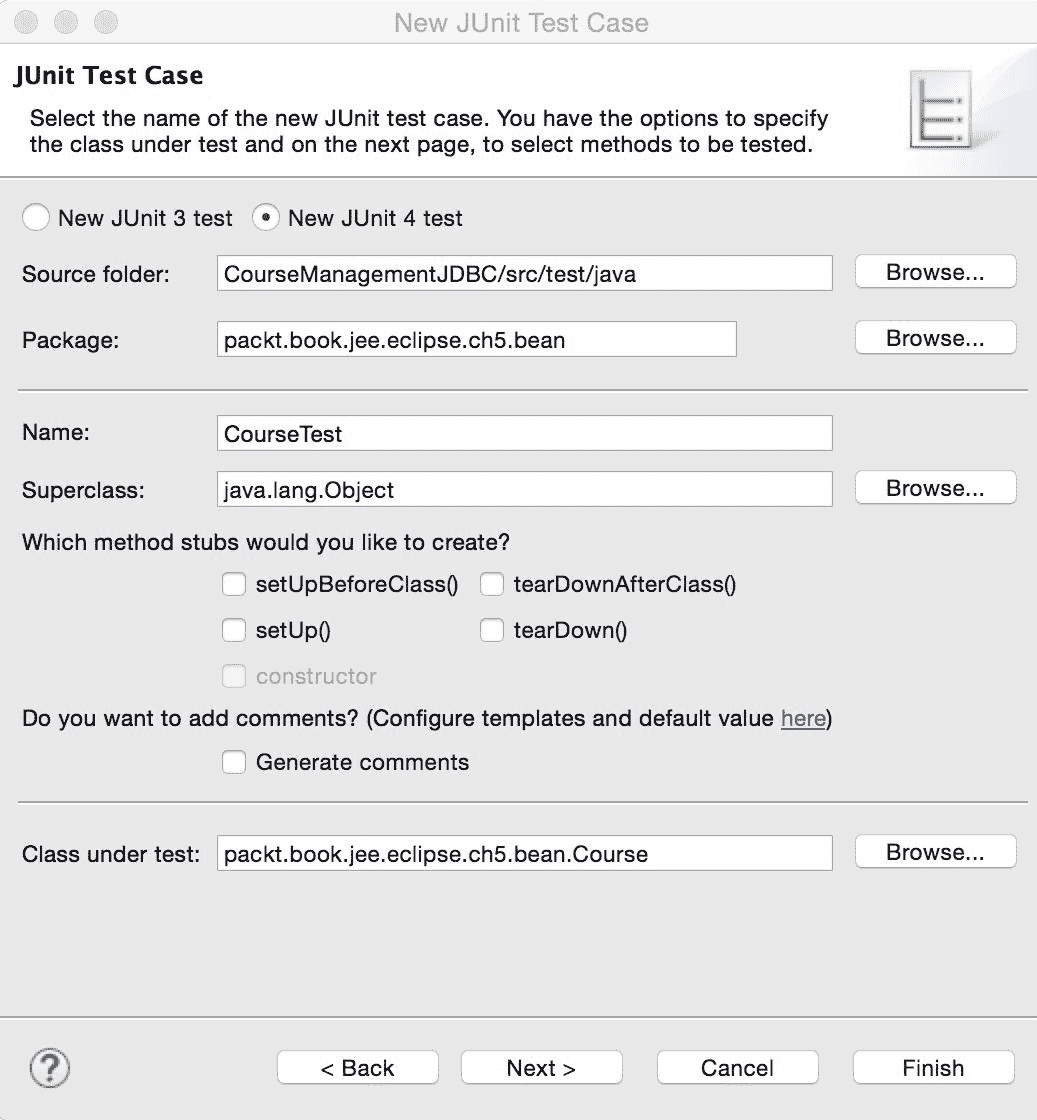 New JUnit Test Case
JUnit Test Case
Select the name of the new JUnit test case. You have the options to specify
the class under test and on the next page, to select methods to be tested.
New JUnit 3 test New JUnit 4 test
Source folder: CourseManagementJDBC/src/test/java Browse...
Package: packt.book.jee.eclipse.ch5.bean Browse...
Name: CourseTest
Superclass: java.lang.Object Browse...
Which method stubs would you like to create?
setUpBeforeClass() tearDownAfterClass()
setUp() tearDown()
constructor
Do you want to add comments? (Configure templates and default value here)
Generate comments
Class under test: packt.book.jee.eclipse.ch5.bean.Course Browse...
? < Back Next > Cancel Finish